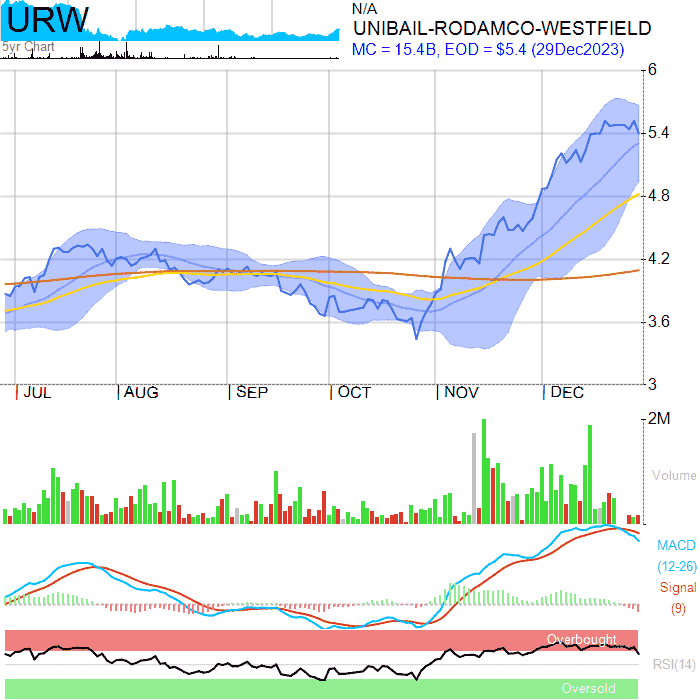 URW
5yr Chart
N/A
UNIBAIL-RODAMCO-WESTFIELD
MC = 15.4B, EOD = $5.4 (29Dec2023)
6
5.4
4.8
4.2
3.6
3
JUL AUG SEP OCT NOV DEC
2M
Volume
MACD
(12-26)
Signal
(9)
Overbought
RSI(14)
Oversold